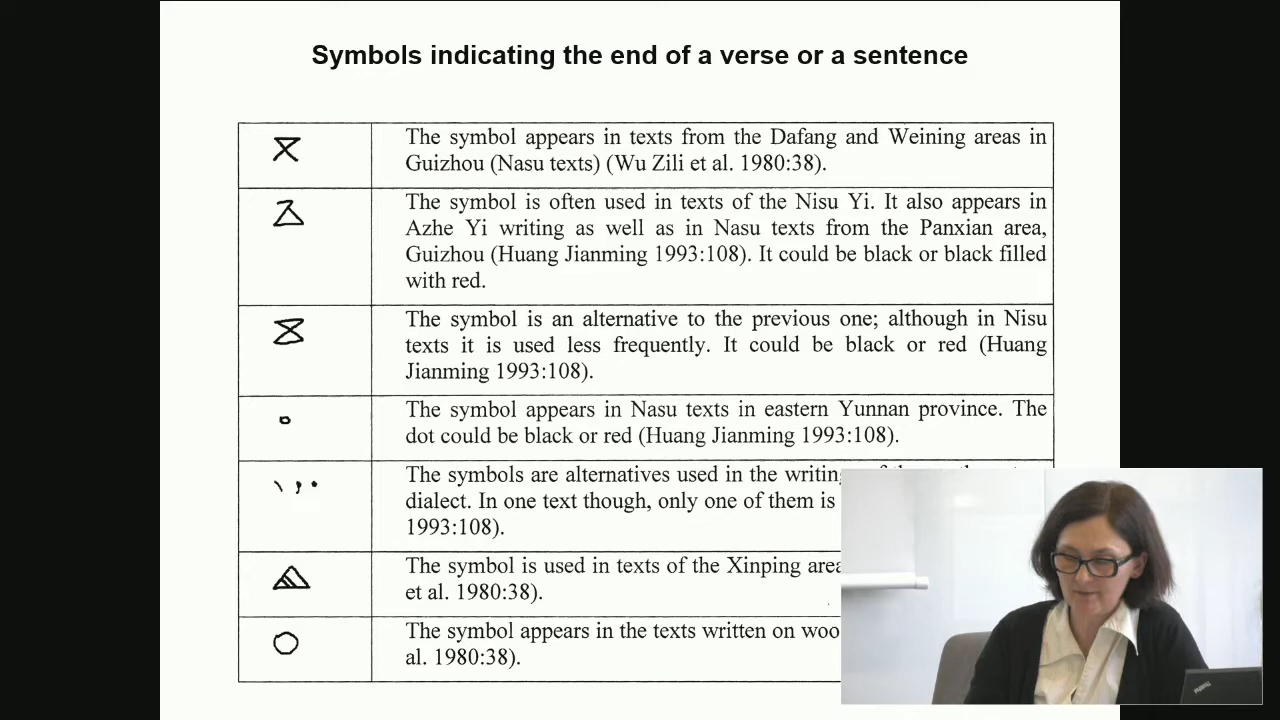 Symbols indicating the end of a verse or a sentence
The symbol appears in texts from the Dafang and Weining areas in
Guizhou (Nasu texts) (Wu Zili et al. 1980:38).
The symbol is often used in texts of the Nisu Yi. It also appears in
Azhe Yi writing as well as in Nasu texts from the Panxian area,
Guizhou (Huang Jianming 1993:108). It could be black or black filled
with red.
The symbol is an alternative to the previous one; although in Nisu
texts it is used less frequently. It could be black or red (Huang
Jianming 1993:108).
The symbol appears in Nasu texts in eastern Yunnan province. The
dot could be black or red (Huang Jianming 1993:108).
The symbols are alternatives used in the
dialect. In one text though, only one of them is
1993:108).
The symbol is used in texts of the Xinping
et al. 1980:38).
The symbol appears in the texts written on
al. 1980:38).